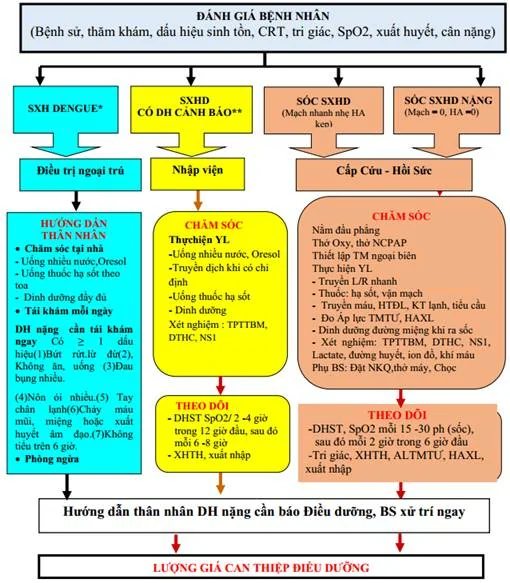 ĐÁNH GIÁ BỆNH NHÂN
(Bệnh sử, thăm khám, dấu hiệu sinh tồn, CRT, tri giác, SpO2, xuất huyết, cân nặng)
SXH DENGUE*
SXHD
CÓ DH CẢNH BÁO**
SỐC SXHD
(Mạch nhanh nhẹ HA
kẹp)
SỐC SXHD NẶNG
(Mạch = 0, HA =0)
Điều trị ngoại trú
Nhập viện
Cấp Cứu - Hồi Sức
HƯỚNG DẪN
THÂN NHÂN
• Chăm sóc tại nhà
- Uống nhiều nước,Oresol
- Uống thuốc hạ sốt theo
toa
- Dinh dưỡng đầy đủ
• Tái khám mỗi ngày
DH nặng cần tái khám
ngay Có ≥ 1 dấu
hiệu(1)Bứt rứt.lừ đừ(2),
Không ăn, uống (3)Đau
bụng nhiều.
(4)Nôn ói nhiều.(5) Tay
chân lạnh(6)Chảy máu
mũi, miệng hoặc xuất
huyết âm đạo.(7)Không
tiểu trên 6 giờ.
• Phòng ngừa
CHĂM SÓC
Thựchiện YL
-Uống nhiều nước, Oresol
-Truyền dịch khi có chỉ
định
-Uống thuốc hạ sốt
- Dinh dưỡng
Xét nghiệm : TPTTBM,
DTHC, NS1
THEO DÕI
- DHST SpO2/ 2 -4 giờ
trong 12 giờ đầu, sau đó
mỗi 6 -8 giờ
- XHTH, xuất nhập
CHĂM SÓC
Nằm đầu phẳng
Thở Oxy, thở NCPAP
Thiết lập TM ngoại biên
Thực hiện YL
- Truyền L/R nhanh
- Thuốc: hạ sốt, vận mạch
- Truyền máu, HTĐL, KT lạnh, tiểu cầu
- Đo Áp lực TMTƯ, HAXL
- Dinh dưỡng đường miệng khi ra sốc
- Xét nghiệm: TPTTBM, DTHC, NS1,
Lactate, đường huyết, ion đồ, khí máu
Phụ BS: Đặt NKQ,thở máy, Chọc
THEO DÕI
-DHST, SpO2 mỗi 15 -30 ph (sốc),
sau đó mỗi 2 giờ trong 6 giờ đầu
-Tri giác, XHTH, ALTMTƯ, HAXL,
xuất nhập
Hướng dẫn thân nhân DH nặng cần báo Điều dưỡng, BS xử trí ngay
LƯỢNG GIÁ CAN THIỆP ĐIỀU DƯỠNG